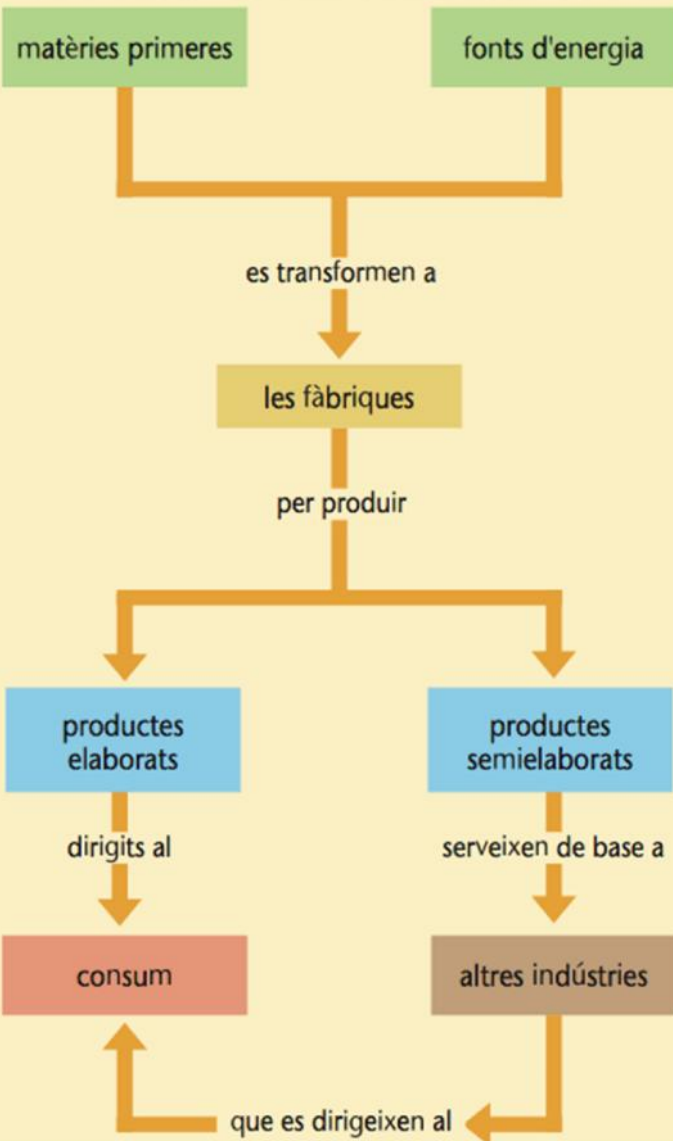 matèries primeres
fonts d'energia
es transformen a
les fàbriques
per produir
productes
elaborats
productes
semielaborats
dirigits al
serveixen de base a
consum
altres indústries
que es dirigeixen al